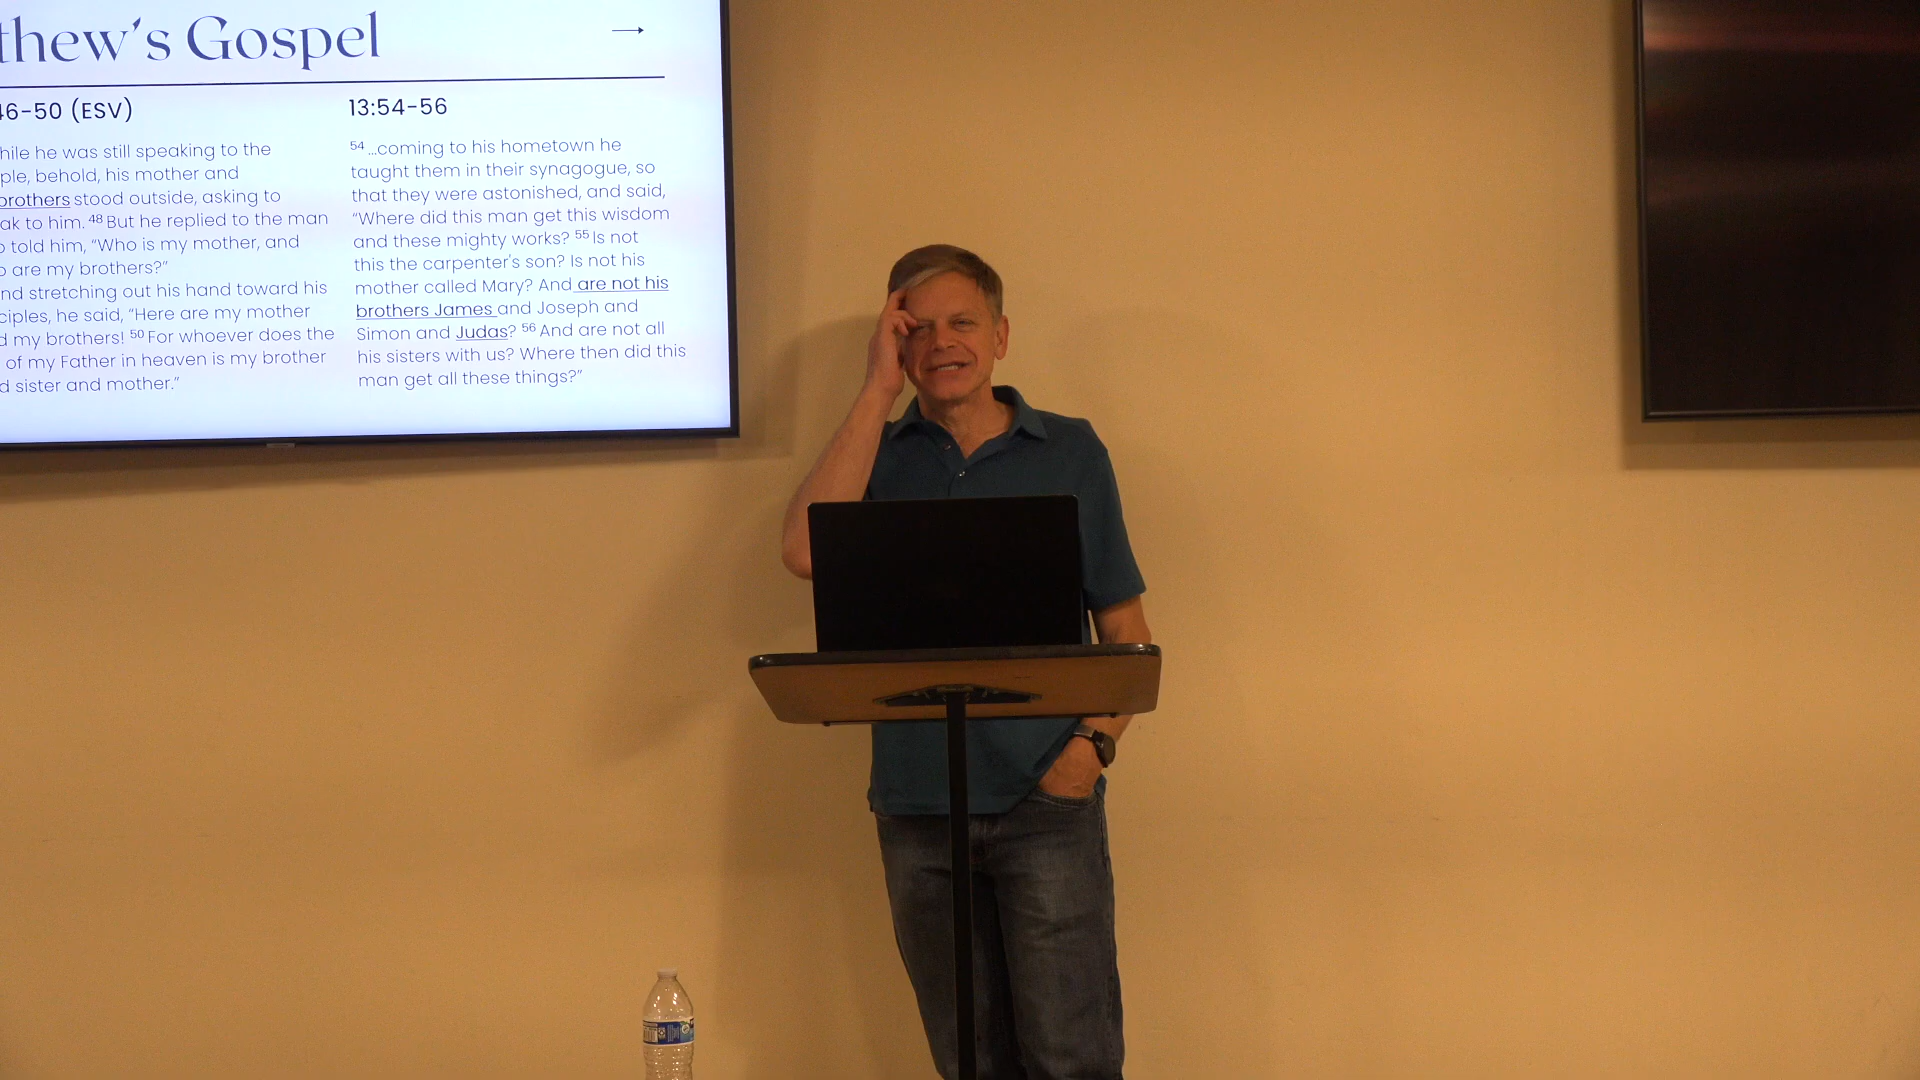 thew's Gospel →
46-50 (ESV)
hile he was still speaking to the
ple, behold, his mother and
brothers stood outside, asking to
ak to him. 48 But he replied to the man
o told him, "Who is my mother, and
o are my brothers?"
nd stretching out his hand toward his
ciples, he said, "Here are my mother
d my brothers! 50 For whoever does the
of my Father in heaven is my brother
d sister and mother."
13:54-56
54 ...coming to his hometown he
taught them in their synagogue, so
that they were astonished, and said,
"Where did this man get this wisdom
and these mighty works? 55 Is not
this the carpenter's son? Is not his
mother called Mary? And are not his
brothers James and Joseph and
Simon and Judas? 56 And are not all
his sisters with us? Where then did this
man get all these things?"